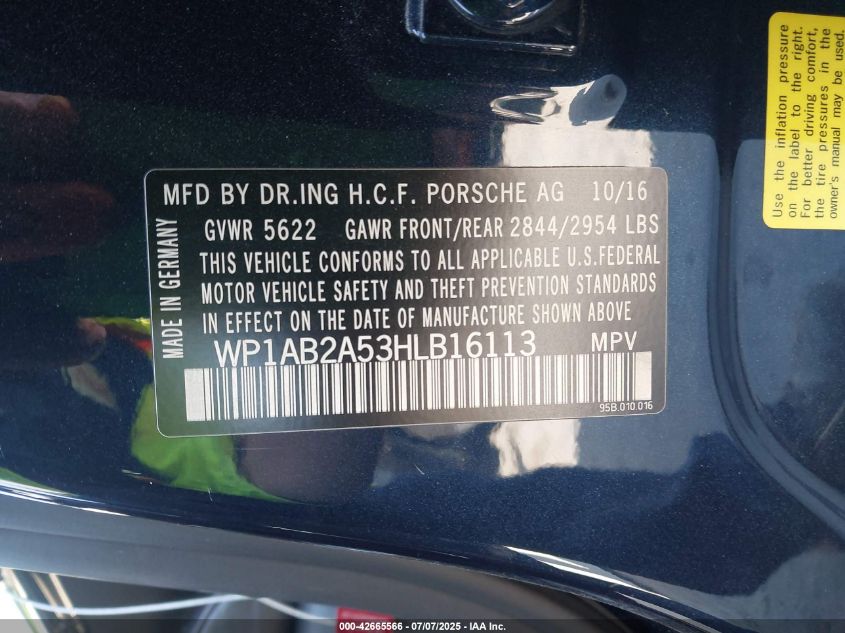 MFD BY DR.ING H.C.F. PORSCHE AG 10/16
GVWR 5622 GAWR FRONT/REAR 2844/2954 LBS
THIS VEHICLE CONFORMS TO ALL APPLICABLE U.S.FEDERAL
MOTOR VEHICLE SAFETY AND THEFT PREVENTION STANDARDS
IN EFFECT ON THE DATE OF MANUFACTURE SHOWN ABOVE
WP1AB2A53HLB16113 MPV
95B.010.016
MADE IN GERMANY
Use the inflation pressure
on the label to the right.
For better driving comfort,
the tire pressures in the
owner's manual may be used.
000-42665566 | 07/07/2025 - IAA Inc.